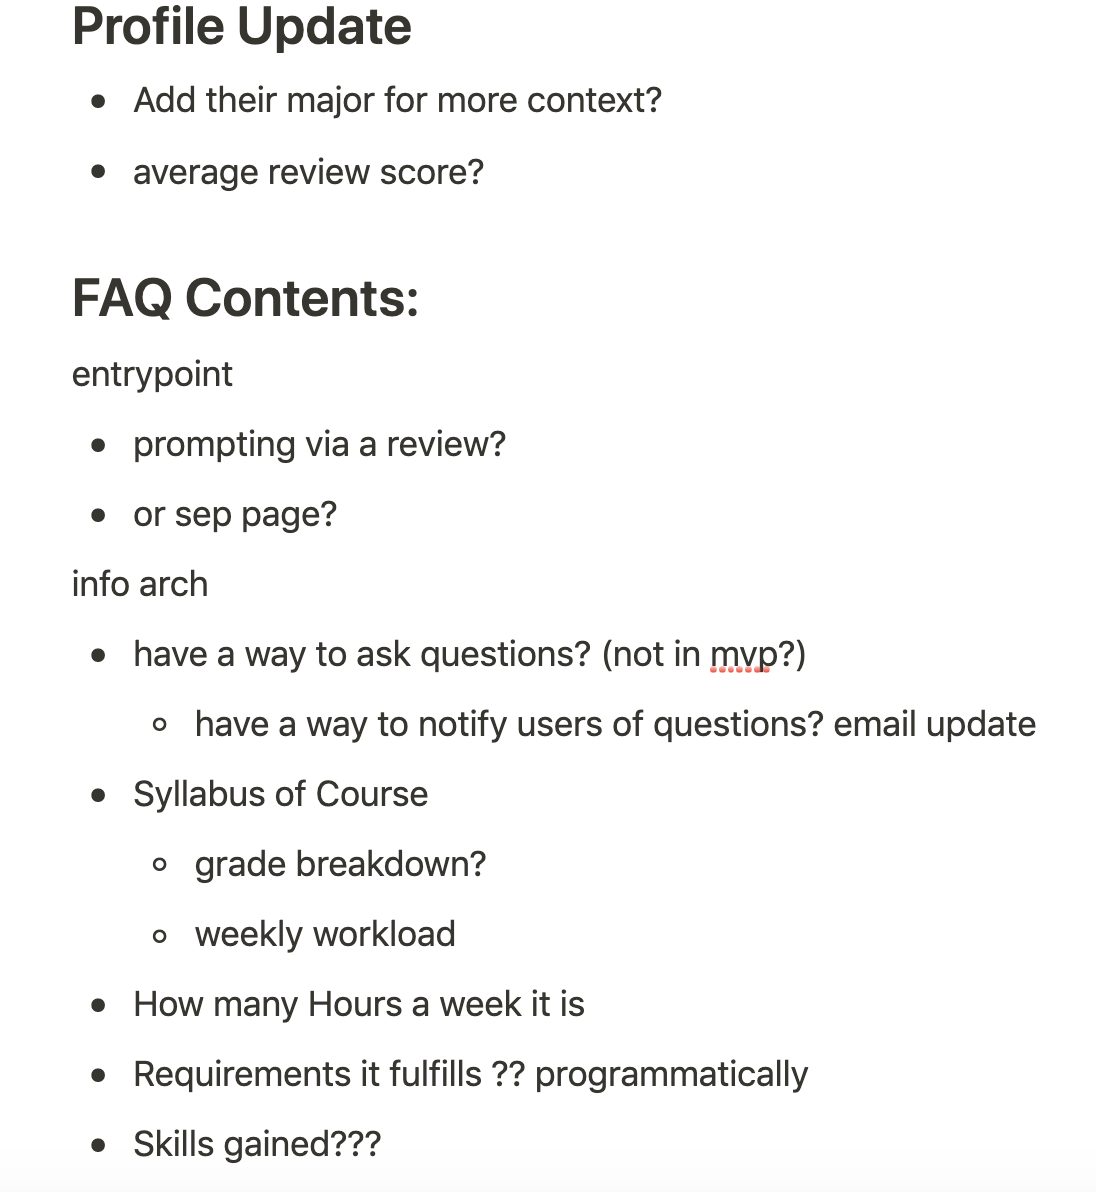 Profile Update
• Add their major for more context?
• average review score?
FAQ Contents:
entrypoint
• prompting via a review?
• or sep page?
info arch
• have a way to ask questions? (not in mvp?)
◦ have a way to notify users of questions? email update
• Syllabus of Course
◦ grade breakdown?
◦ weekly workload
• How many Hours a week it is
• Requirements it fulfills ?? programmatically
• Skills gained???